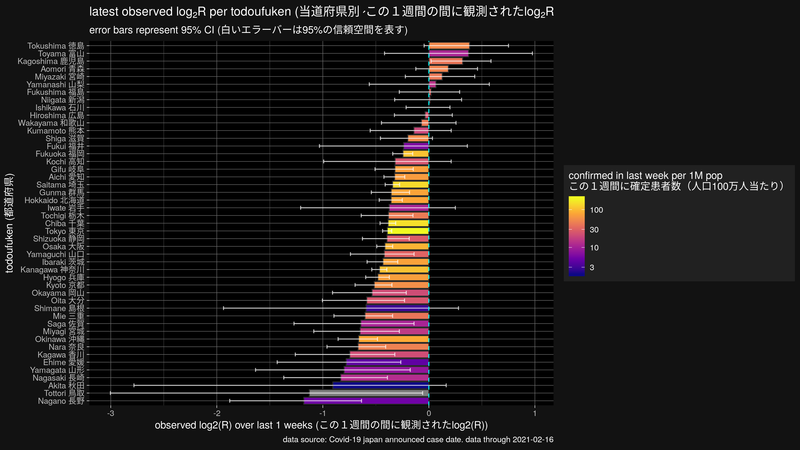 latest observed log2R per todoufuken (当道府県別 この１週間の間に観測されたlog2R
error bars represent 95% CI (白いエラーバーは95%の信頼空間を表す)
todoufuken (都道府県)
Tokushima 徳島
Toyama 富山
Kagoshima 鹿児島
Aomori 青森
Miyazaki 宮崎
Yamanashi 山梨
Fukushima 福島
Niigata 新潟
Ishikawa 石川
Hiroshima 広島
Wakayama 和歌山
Kumamoto 熊本
Shiga 滋賀
Fukui 福井
Fukuoka 福岡
Kochi 高知
Gifu 岐阜
Aichi 愛知
Saitama 埼玉
Gunma 群馬
Hokkaido 北海道
Iwate 岩手
Tochigi 栃木
Chiba 千葉
Tokyo 東京
Shizuoka 静岡
Osaka 大阪
Yamaguchi 山口
Ibaraki 茨城
Kanagawa 神奈川
Hyogo 兵庫
Kyoto 京都
Okayama 岡山
Oita 大分
Shimane 島根
Mie 三重
Saga 佐賀
Miyagi 宮城
Okinawa 沖縄
Nara 奈良
Kagawa 香川
Ehime 愛媛
Yamagata 山形
Nagasaki 長崎
Akita 秋田
Tottori 鳥取
Nagano 長野
-3 -2 -1 0 1
observed log2(R) over last 1 weeks (この１週間の間に観測されたlog2(R))
data source: Covid-19 japan announced case date. data through 2021-02-16
confirmed in last week per 1M pop
この１週間に確定患者数（人口100万人当たり）
100
30
10
3